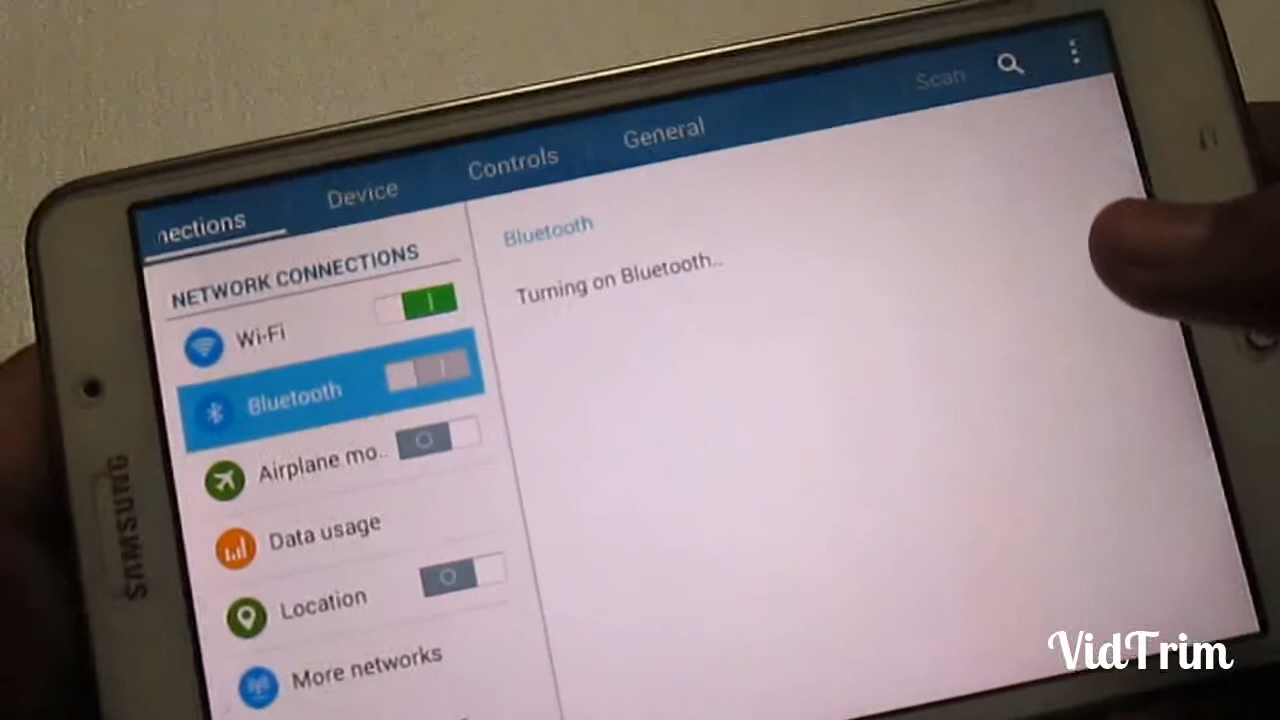 nections
Device
Controls
General
Scan
NETWORK CONNECTIONS
Wi-Fi
Bluetooth
Airplane mo..
Data usage
Location
More networks
Bluetooth
Turning on Bluetooth...
SAMSUNG
VidTrim